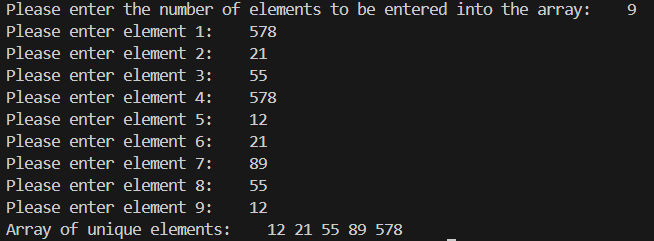 Please enter the number of elements to be entered into the array:    9
Please enter element 1:    578
Please enter element 2:    21
Please enter element 3:    55
Please enter element 4:    578
Please enter element 5:    12
Please enter element 6:    21
Please enter element 7:    89
Please enter element 8:    55
Please enter element 9:    12
Array of unique elements:    12 21 55 89 578